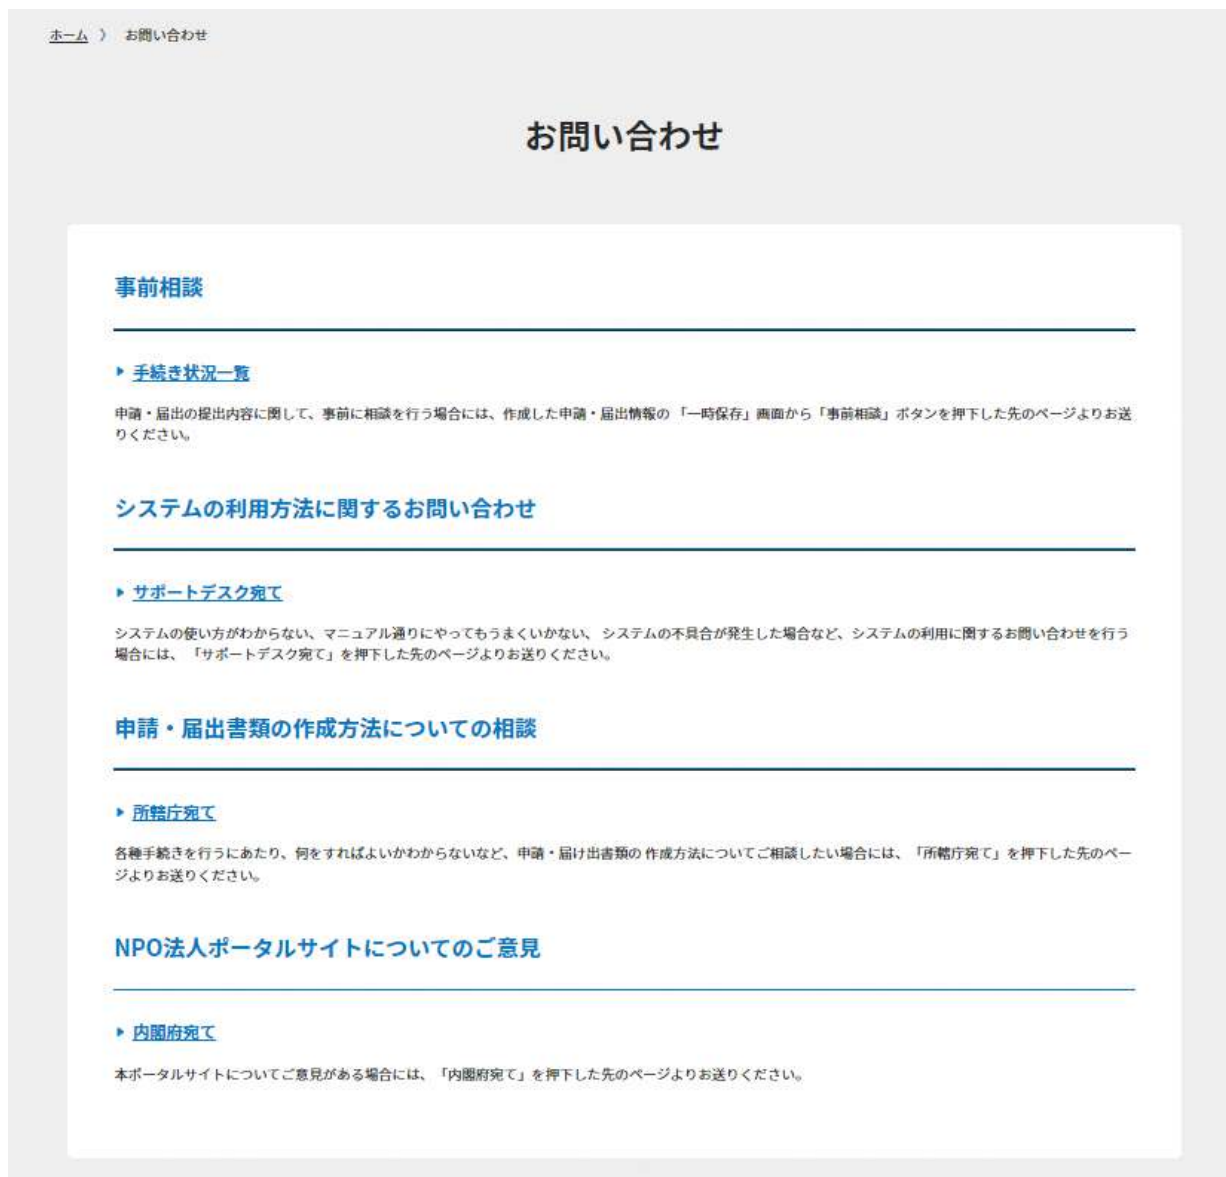 ホーム 〉 お問い合わせ
お問い合わせ
事前相談
手続き状況一覧
申請・届出の提出内容に関して、事前に相談を行う場合には、作成した申請・届出情報の 「一時保存」画面から「事前相談」ボタンを押下した先のページよりお送
りください。
システムの利用方法に関するお問い合わせ
サポートデスク宛て
システムの使い方がわからない、マニュアル通りにやってもうまくいかない、 システムの不具合が発生した場合など、システムの利用に関するお問い合わせを行う
場合には、 「サポートデスク宛て」を押下した先のページよりお送りください。
申請・届出書類の作成方法についての相談
所轄庁宛て
各種手続きを行うにあたり、何をすればよいかわからないなど、申請・届け出書類の 作成方法についてご相談したい場合には、「所轄庁宛て」を押下した先のペー
ジよりお送りください。
NPO法人ポータルサイトについてのご意見
内閣府宛て
本ポータルサイトについてご意見がある場合には、「内閣府宛て」を押下した先のページよりお送りください。